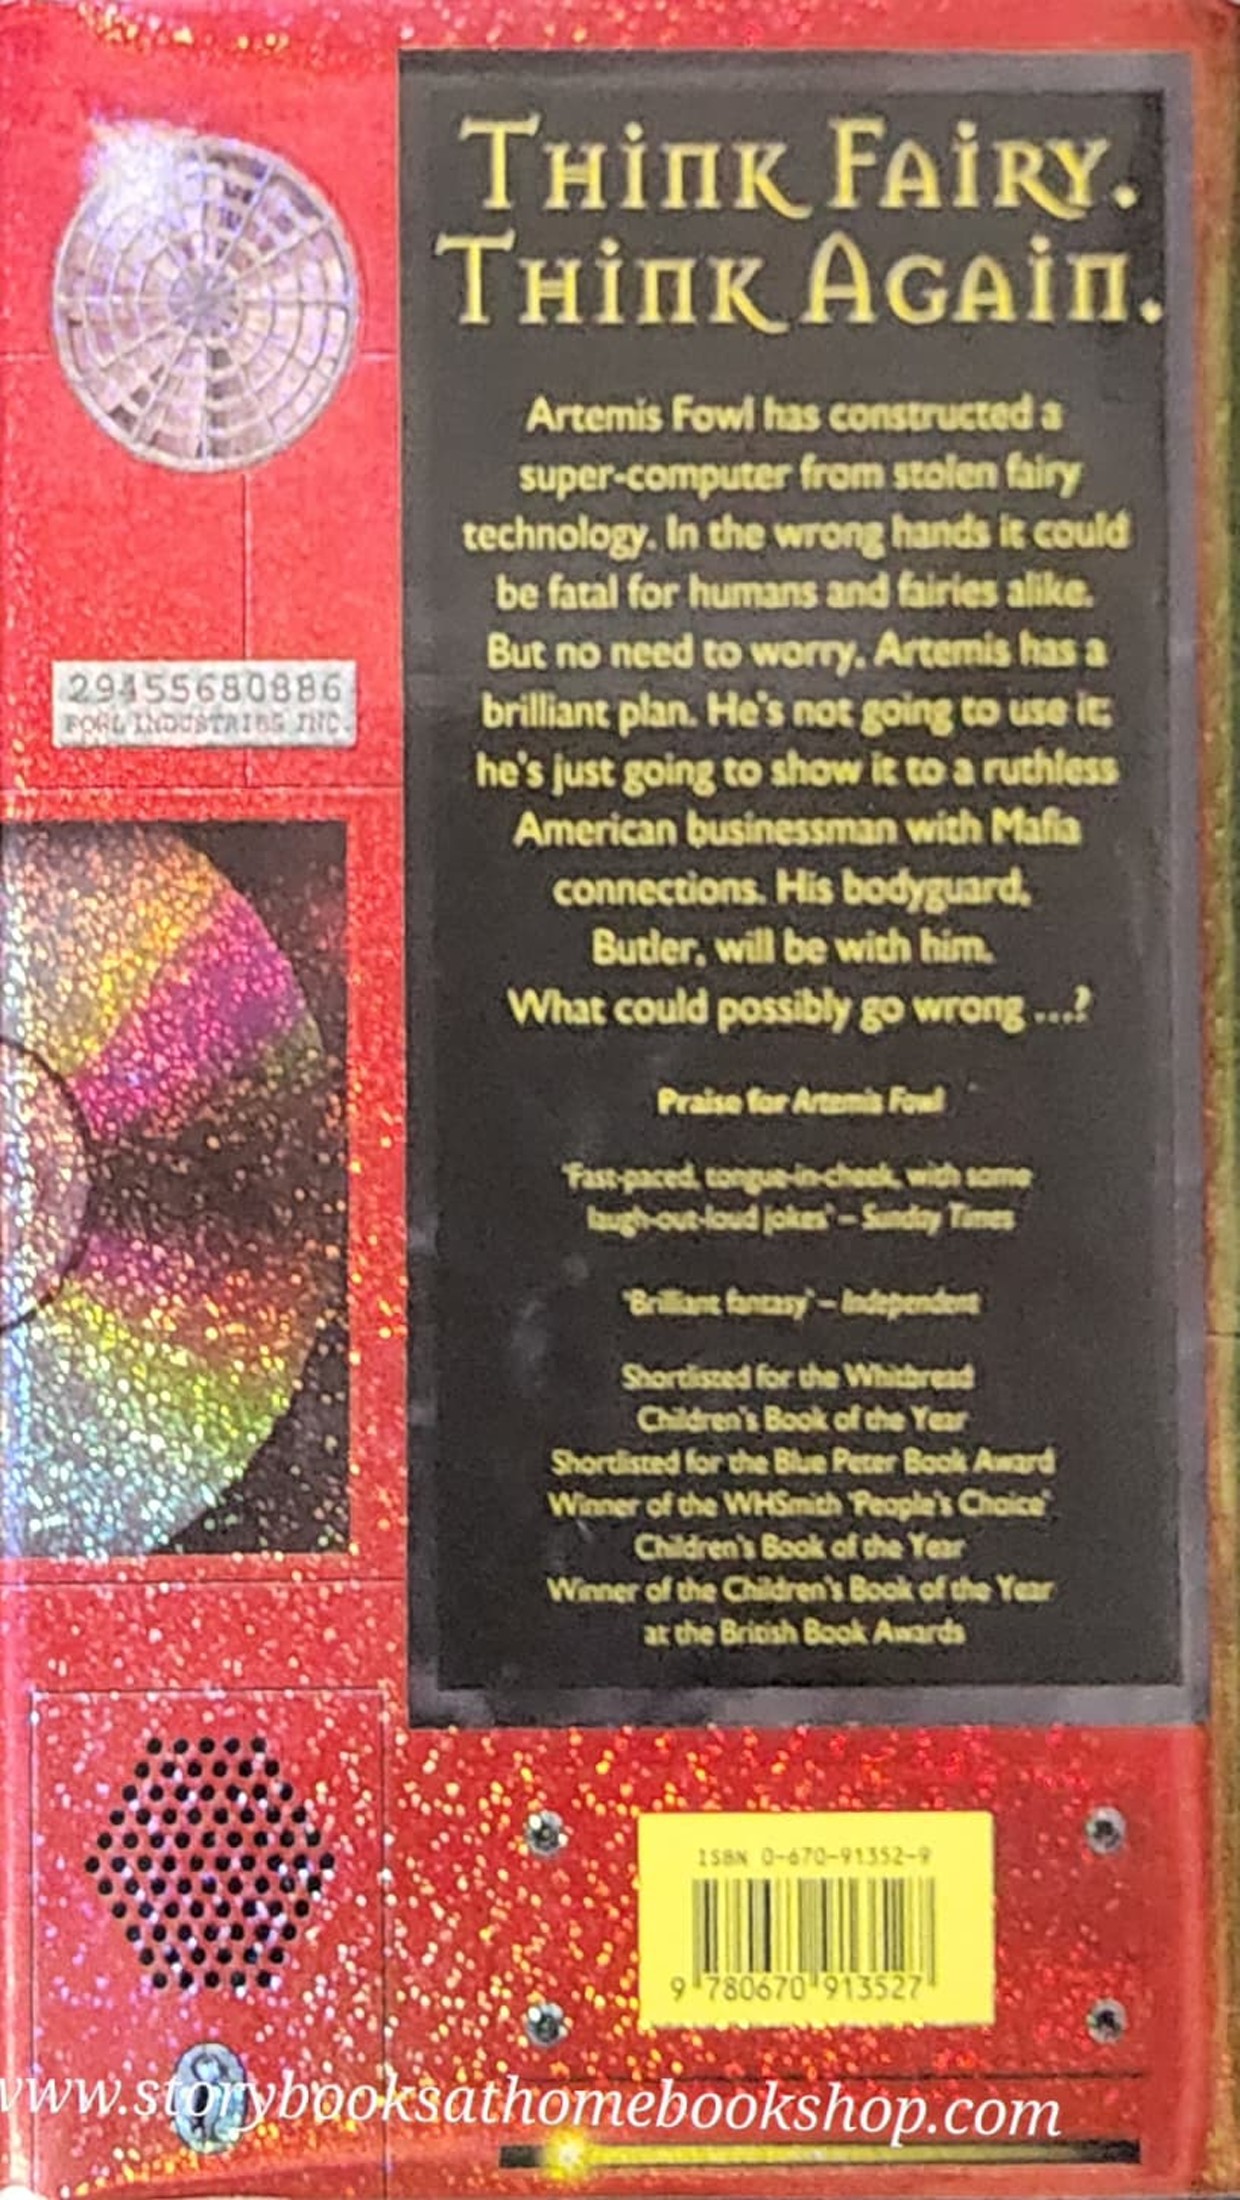 Think Fairy.
Think Again.
Artemis Fowl has constructed a
super-computer from stolen fairy
technology. In the wrong hands it could
be fatal for humans and fairies alike.
But no need to worry. Artemis has a
brilliant plan. He's not going to use it;
he's just going to show it to a ruthless
American businessman with Mafia
connections. His bodyguard,
Butler, will be with him.
What could possibly go wrong ...?
Praise for Artemis Fowl
'Fast-paced, tongue-in-cheek, with some
laugh-out-loud jokes' – Sunday Times
'Brilliant fantasy' – Independent
Shortlisted for the Whitbread
Children's Book of the Year
Shortlisted for the Blue Peter Book Award
Winner of the WHSmith 'People's Choice'
Children's Book of the Year
Winner of the Children's Book of the Year
at the British Book Awards
29455680886
FOWL INDUSTRIES INC.
ISBN 0-670-91352-9
9 780670 913527
www.storybooksathomebookshop.com